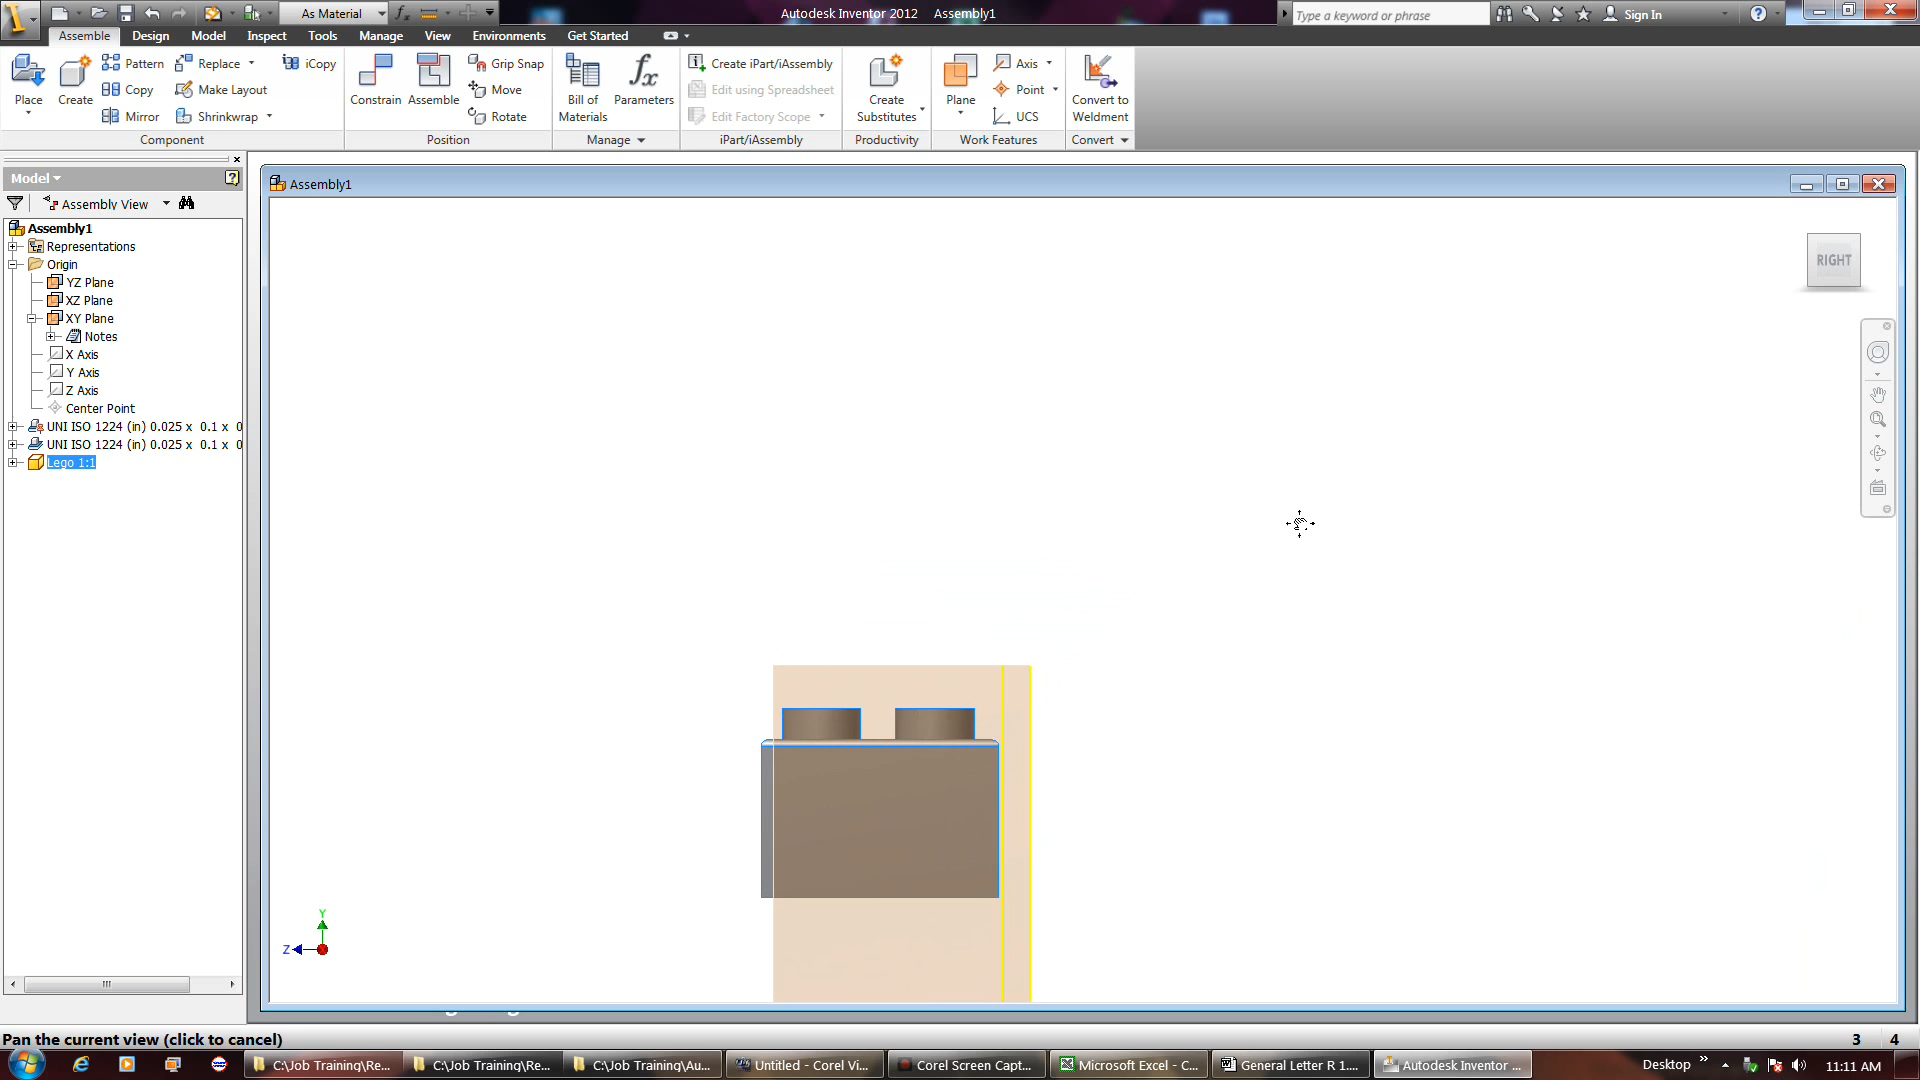 As Material
Autodesk Inventor 2012 Assembly1
Type a keyword or phrase
Sign In
Assemble Design Model Inspect Tools Manage View Environments Get Started
Place
Create
Pattern
Copy
Mirror
Replace
Make Layout
Shrinkwrap
iCopy
Constrain
Assemble
Grip Snap
Move
Rotate
Bill of Materials
Parameters
Create iPart/iAssembly
Edit using Spreadsheet
Edit Factory Scope
Create Substitutes
Plane
Axis
Point
UCS
Convert to Weldment
Component Position Manage iPart/iAssembly Productivity Work Features Convert
Model
Assembly View
Assembly1
Representations
Origin
YZ Plane
XZ Plane
XY Plane
Notes
X Axis
Y Axis
Z Axis
Center Point
UNI ISO 1224 (in) 0.025 x 0.1 x 0
UNI ISO 1224 (in) 0.025 x 0.1 x 0
Lego 1:1
Assembly1
RIGHT
Y
Z
Pan the current view (click to cancel)
3 4
C:\Job Training\Re...
C:\Job Training\Re...
C:\Job Training\Au...
Untitled - Corel Vi...
Corel Screen Capt...
Microsoft Excel - C...
General Letter R 1....
Autodesk Inventor ...
Desktop
11:11 AM